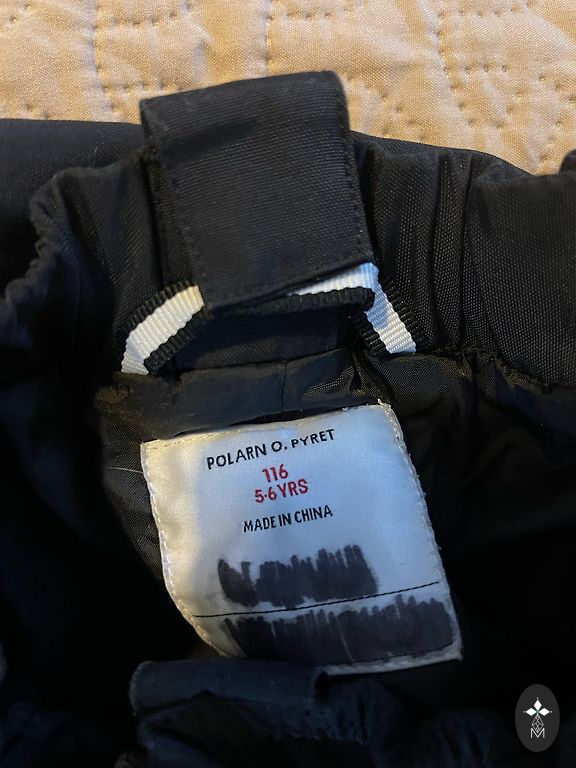 POLARN O. PYRET
116
5-6 YRS
MADE IN CHINA